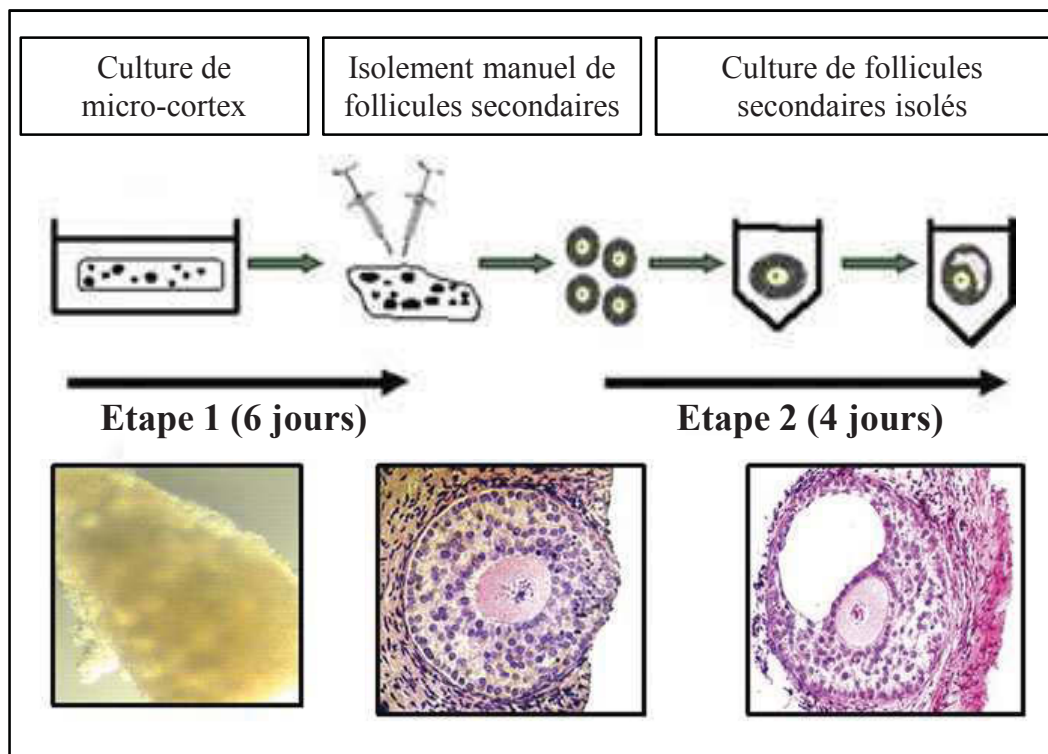 Culture de
micro-cortex
Isolement manuel de
follicules secondaires
Culture de follicules
secondaires isolés
Etape 1 (6 jours)
Etape 2 (4 jours)